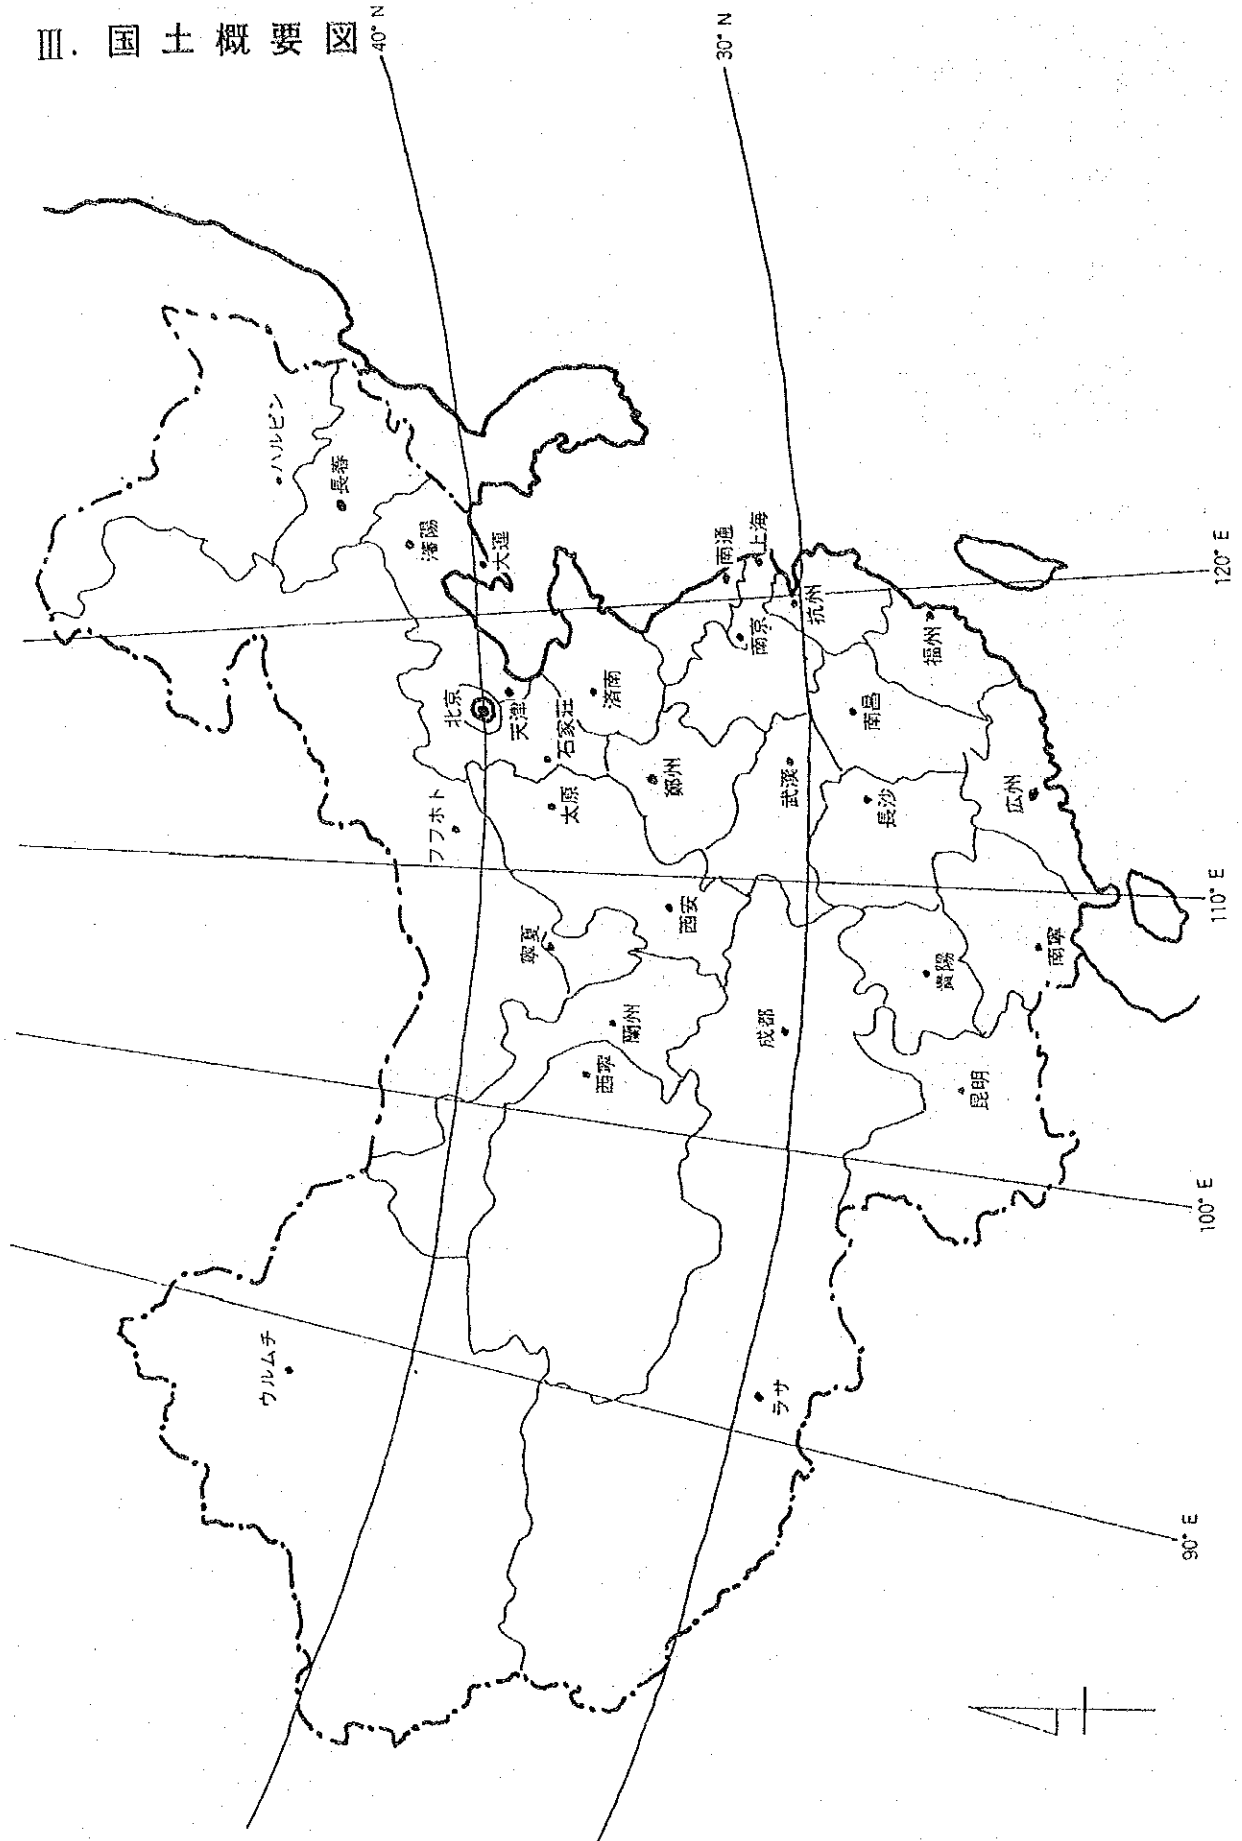 Ⅲ. 国土概要図
40° N
30° N
ハルビン
長春
瀋陽
大連
南通
上海
120° E
杭州
南京
福州
北京
天津
石家荘
済南
南昌
フフホト
太原
鄭州
武漢
長沙
広州
110° E
寧夏
西安
貴陽
南寧
蘭州
西寧
成都
昆明
100° E
ウルムチ
ラサ
90° E